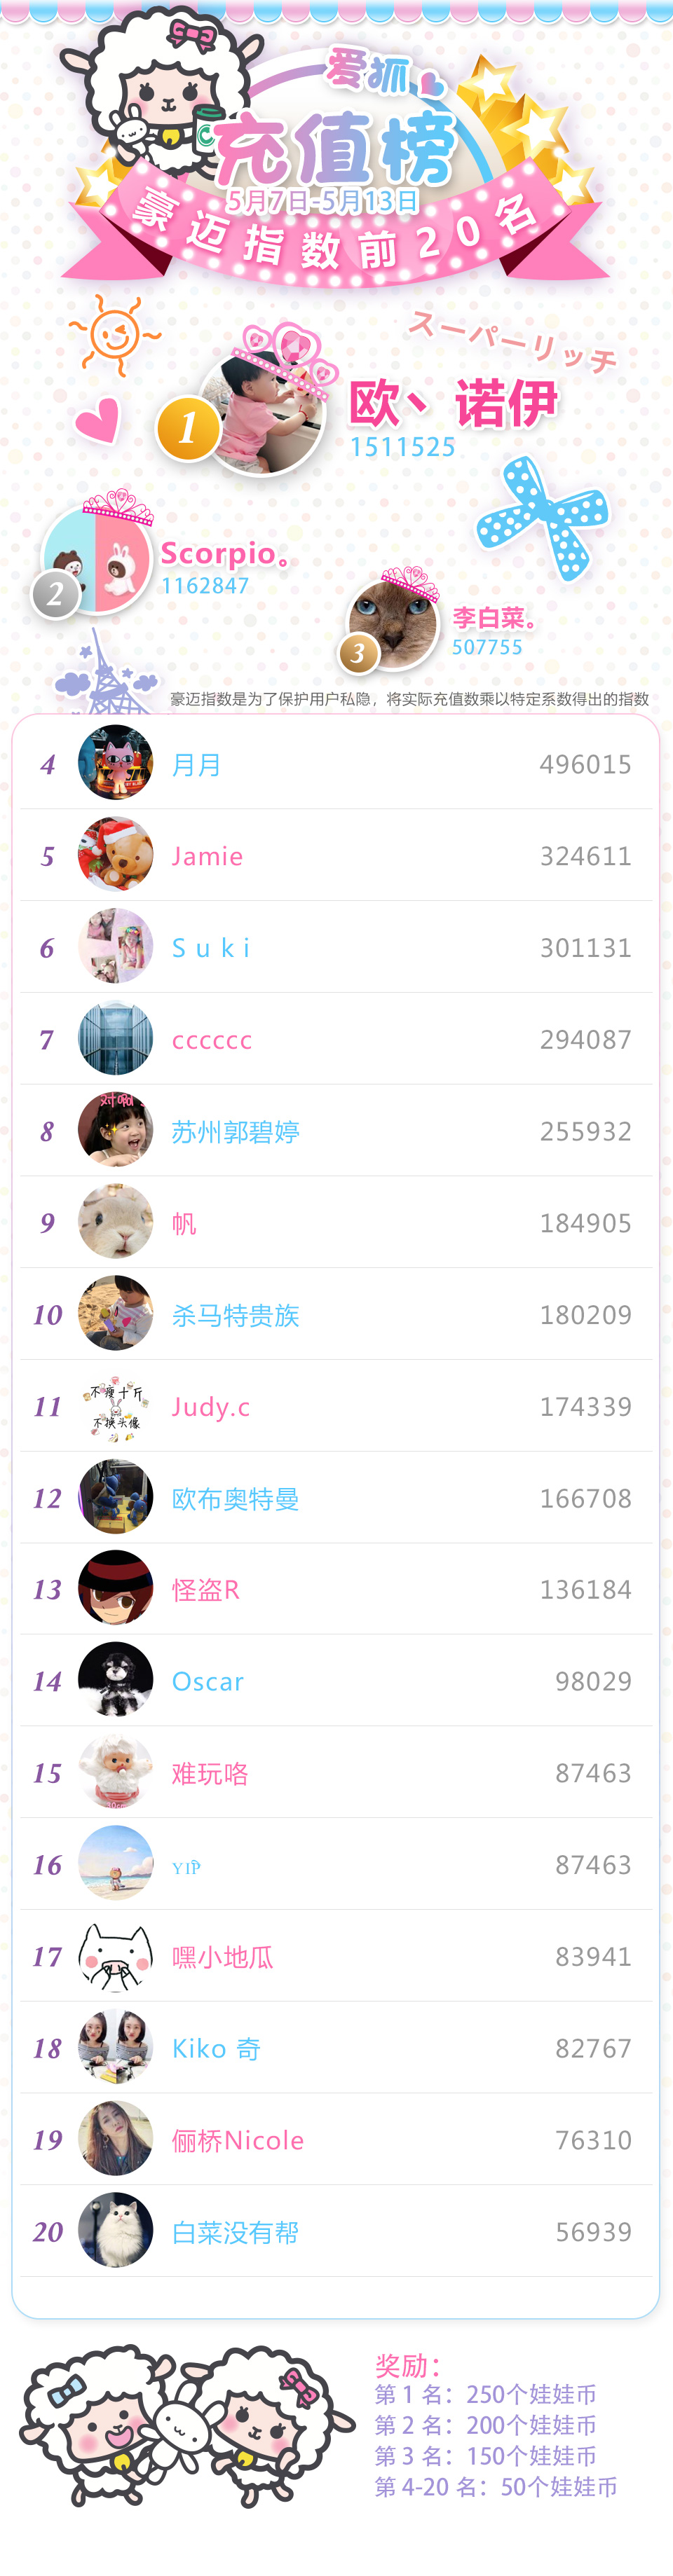 爱抓
充值榜
5月7日-5月13日
豪迈指数前20名
スーパーリッチ
1
欧、诺伊
1511525
2
Scorpio。
1162847
3
李白菜。
507755
豪迈指数是为了保护用户私隐，将实际充值数乘以特定系数得出的指数
4 月月 496015
5 Jamie 324611
6 S u k i 301131
7 cccccc 294087
对啊
8 苏州郭碧婷 255932
9 帆 184905
10 杀马特贵族 180209
不瘦十斤
不换头像
11 Judy.c 174339
12 欧布奥特曼 166708
13 怪盗R 136184
14 Oscar 98029
15 难玩咯 87463
16 YIP 87463
17 嘿小地瓜 83941
18 Kiko 奇 82767
19 俪桥Nicole 76310
20 白菜没有帮 56939
奖励：
第 1 名：250个娃娃币
第 2 名：200个娃娃币
第 3 名：150个娃娃币
第 4-20 名：50个娃娃币